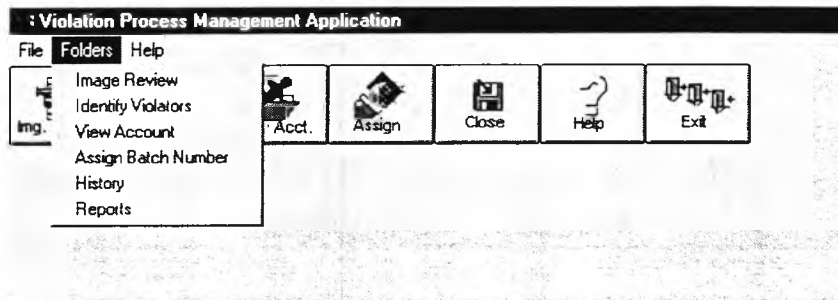 : Violation Process Management Application
File Folders Help
Image Review
Identify Violators
View Account
Assign Batch Number
History
Reports
Img.
Acct.
Assign
Close
Help
Exit